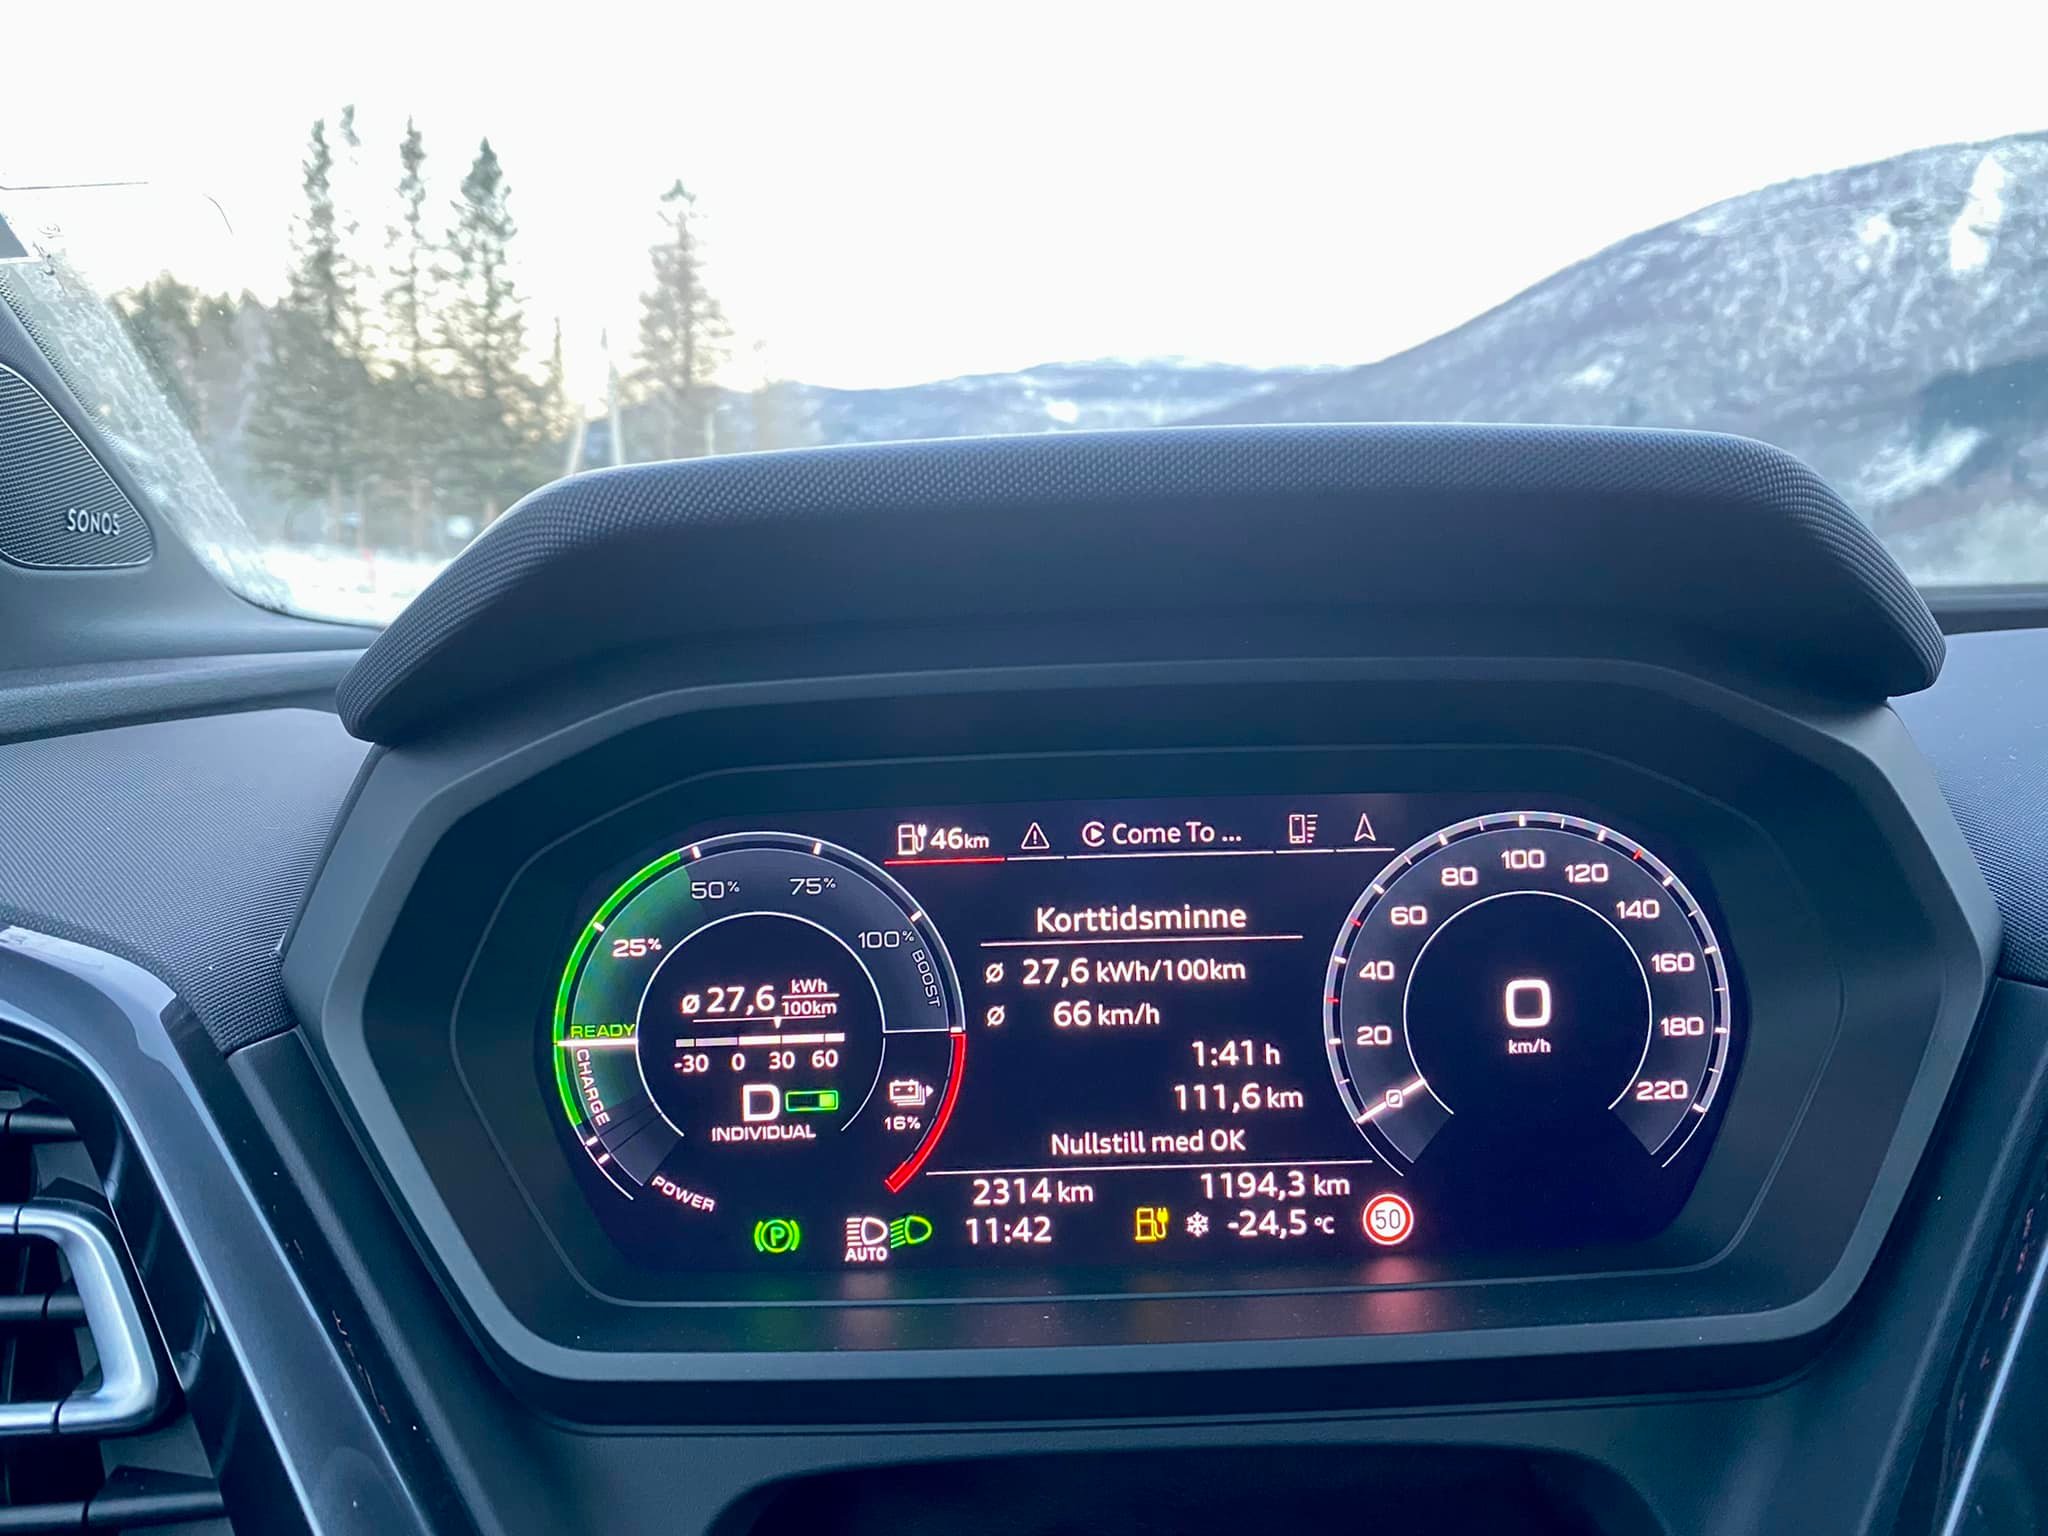 SONOS
46 km
Come To ...
25%
50%
75%
100%
BOOST
READY
CHARGE
POWER
ø 27,6 kWh
100km
-30 0 30 60
D
INDIVIDUAL
16%
Korttidsminne
ø 27,6 kWh/100km
ø 66 km/h
1:41 h
111,6 km
Nullstill med OK
2314 km
1194,3 km
P
AUTO
11:42
-24,5 °C
50
0
20
40
60
80
100
120
140
160
180
220
0
km/h